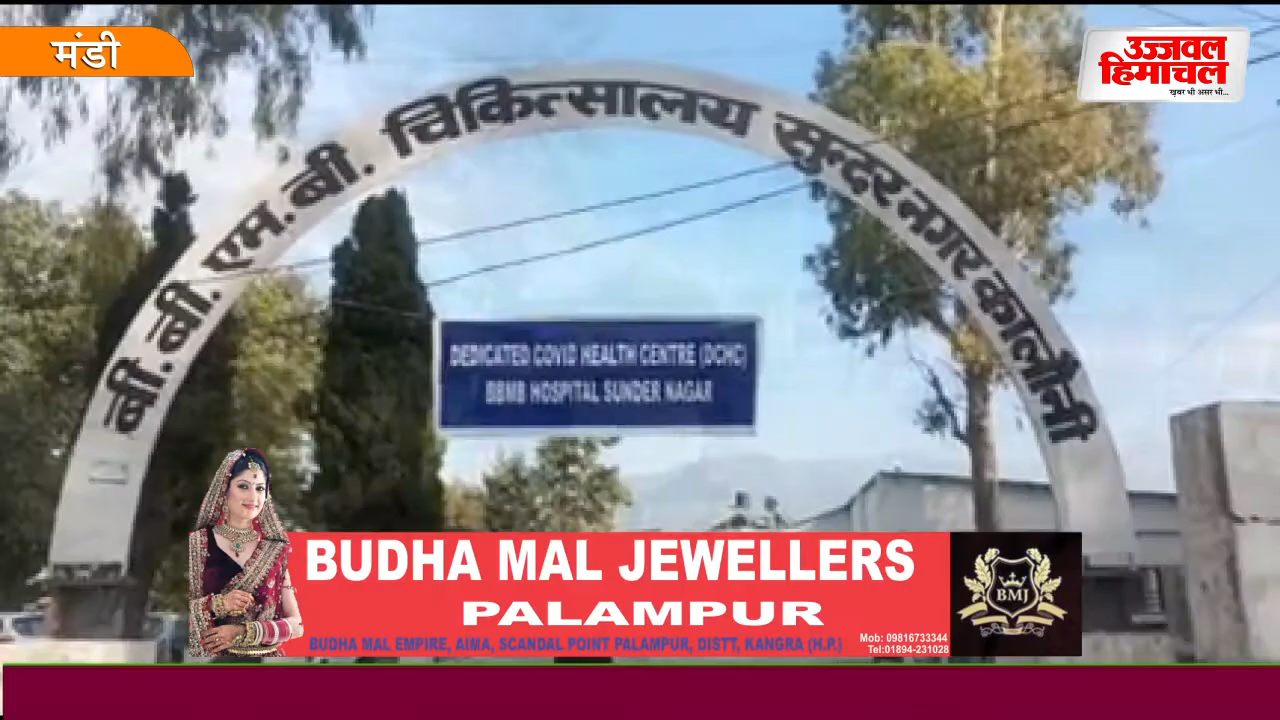 मंडी
उज्जवल
हिमाचल
ख़बर भी असर भी...
बी.बी.एम.बी. चिकित्सालय सुन्दरनगर कालौनी
DEDICATED COVID HEALTH CENTRE (DCHC)
BBMB HOSPITAL SUNDER NAGAR
BUDHA MAL JEWELLERS
PALAMPUR
BUDHA MAL EMPIRE, AIMA, SCANDAL POINT PALAMPUR, DISTT, KANGRA (H.P.)
Mob: 09816733344
Tel:01894-231028
BMJ